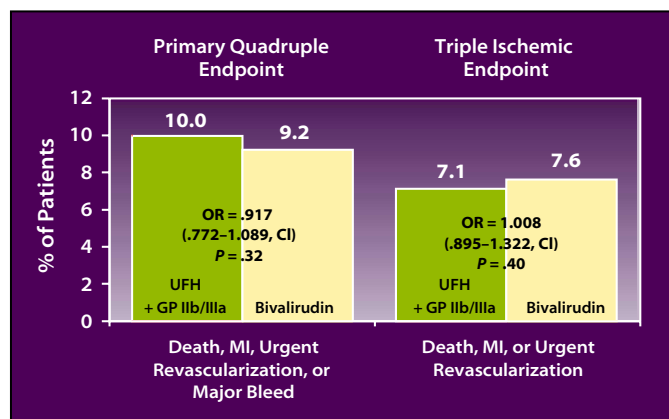 Primary Quadruple
Endpoint
Triple Ischemic
Endpoint
% of Patients
12
10
8
6
4
2
0
10.0
9.2
OR = .917
(.772–1.089, CI)
P = .32
UFH
+ GP IIb/IIIa
Bivalirudin
7.1
7.6
OR = 1.008
(.895–1.322, CI)
P = .40
UFH
+ GP IIb/IIIa
Bivalirudin
Death, MI, Urgent
Revascularization, or
Major Bleed
Death, MI, or Urgent
Revascularization